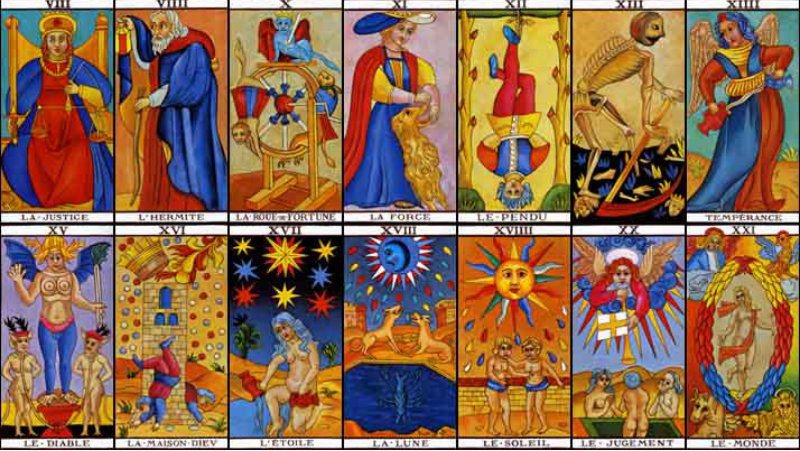 VIII
VIIII
X
XI
XII
XIII
XIIII
LA·JUSTICE
L'HERMITE
LA·ROUE·DE·FORTUNE
LA FORCE
LE·PENDU
TEMPÉRANCE
XV
XVI
XVII
XVIII
XVIIII
XX
XXI
LE·DIABLE
LA·MAISON·DIEV
L'ÉTOILE
LA·LUNE
LE·SOLEIL
LE·JUGEMENT
LE·MONDE